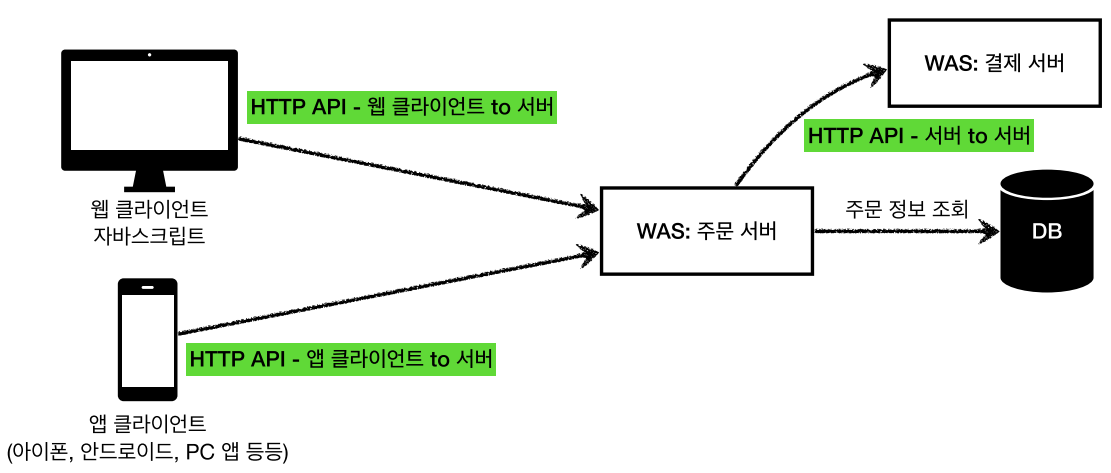 WAS: 결제 서버
HTTP API - 웹 클라이언트 to 서버
HTTP API - 서버 to 서버
웹 클라이언트
자바스크립트
WAS: 주문 서버
주문 정보 조회
DB
HTTP API - 앱 클라이언트 to 서버
앱 클라이언트
(아이폰, 안드로이드, PC 앱 등등)